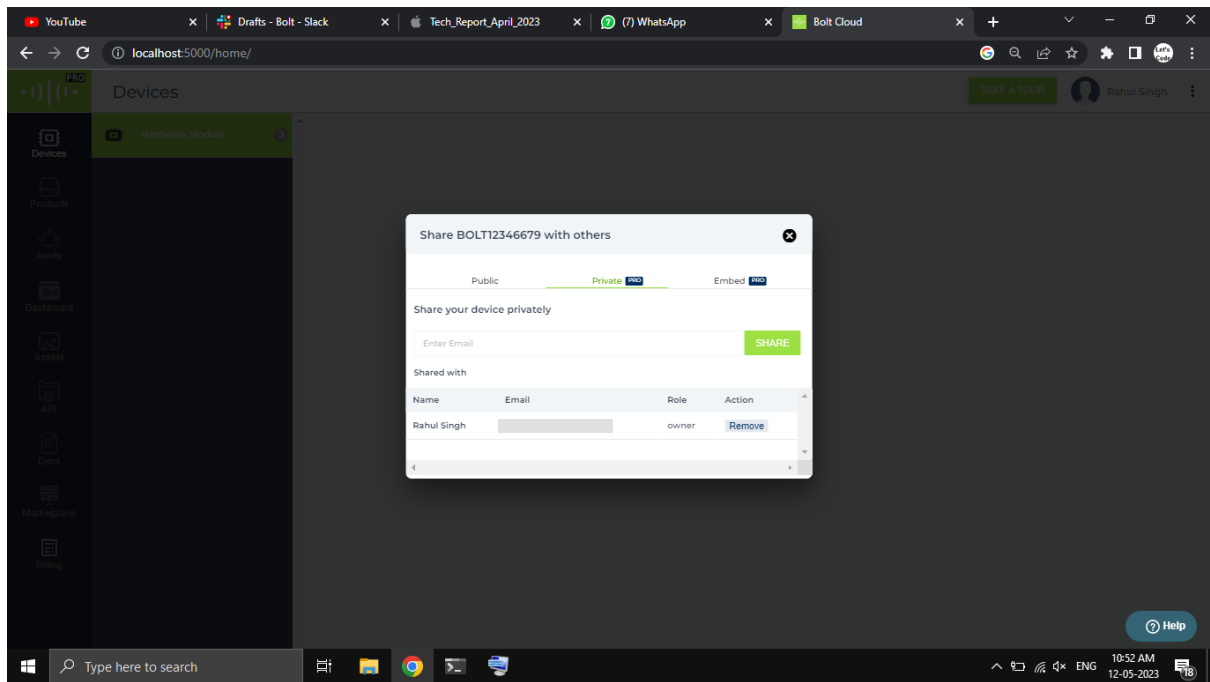 YouTube
Drafts - Bolt - Slack
Tech_Report_April_2023
(7) WhatsApp
Bolt Cloud
localhost:5000/home/
PRO
Devices
TAKE A TOUR
Rahul Singh
Devices
Hardware Module 3
Products
Alerts
Dashboard
Assets
API
Docs
Marketplace
Billing
Share BOLT12346679 with others
Public
Private PRO
Embed PRO
Share your device privately
Enter Email
SHARE
Shared with
Name Email Role Action
Rahul Singh owner Remove
Help
Type here to search
ENG
10:52 AM
12-05-2023
18